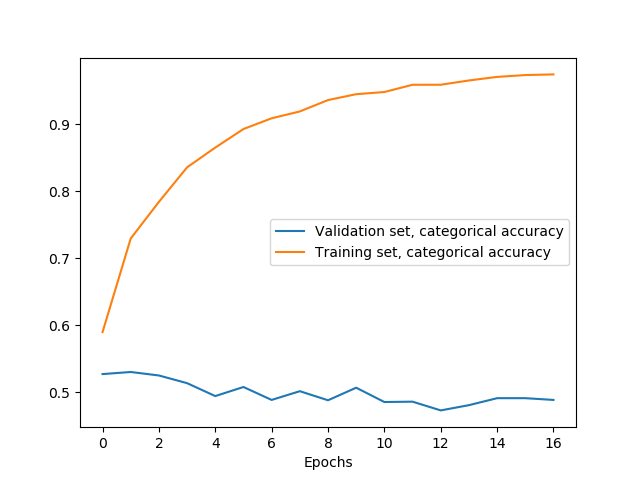 0.9
0.8
0.7
0.6
0.5
Validation set, categorical accuracy
Training set, categorical accuracy
0 2 4 6 8 10 12 14 16
Epochs